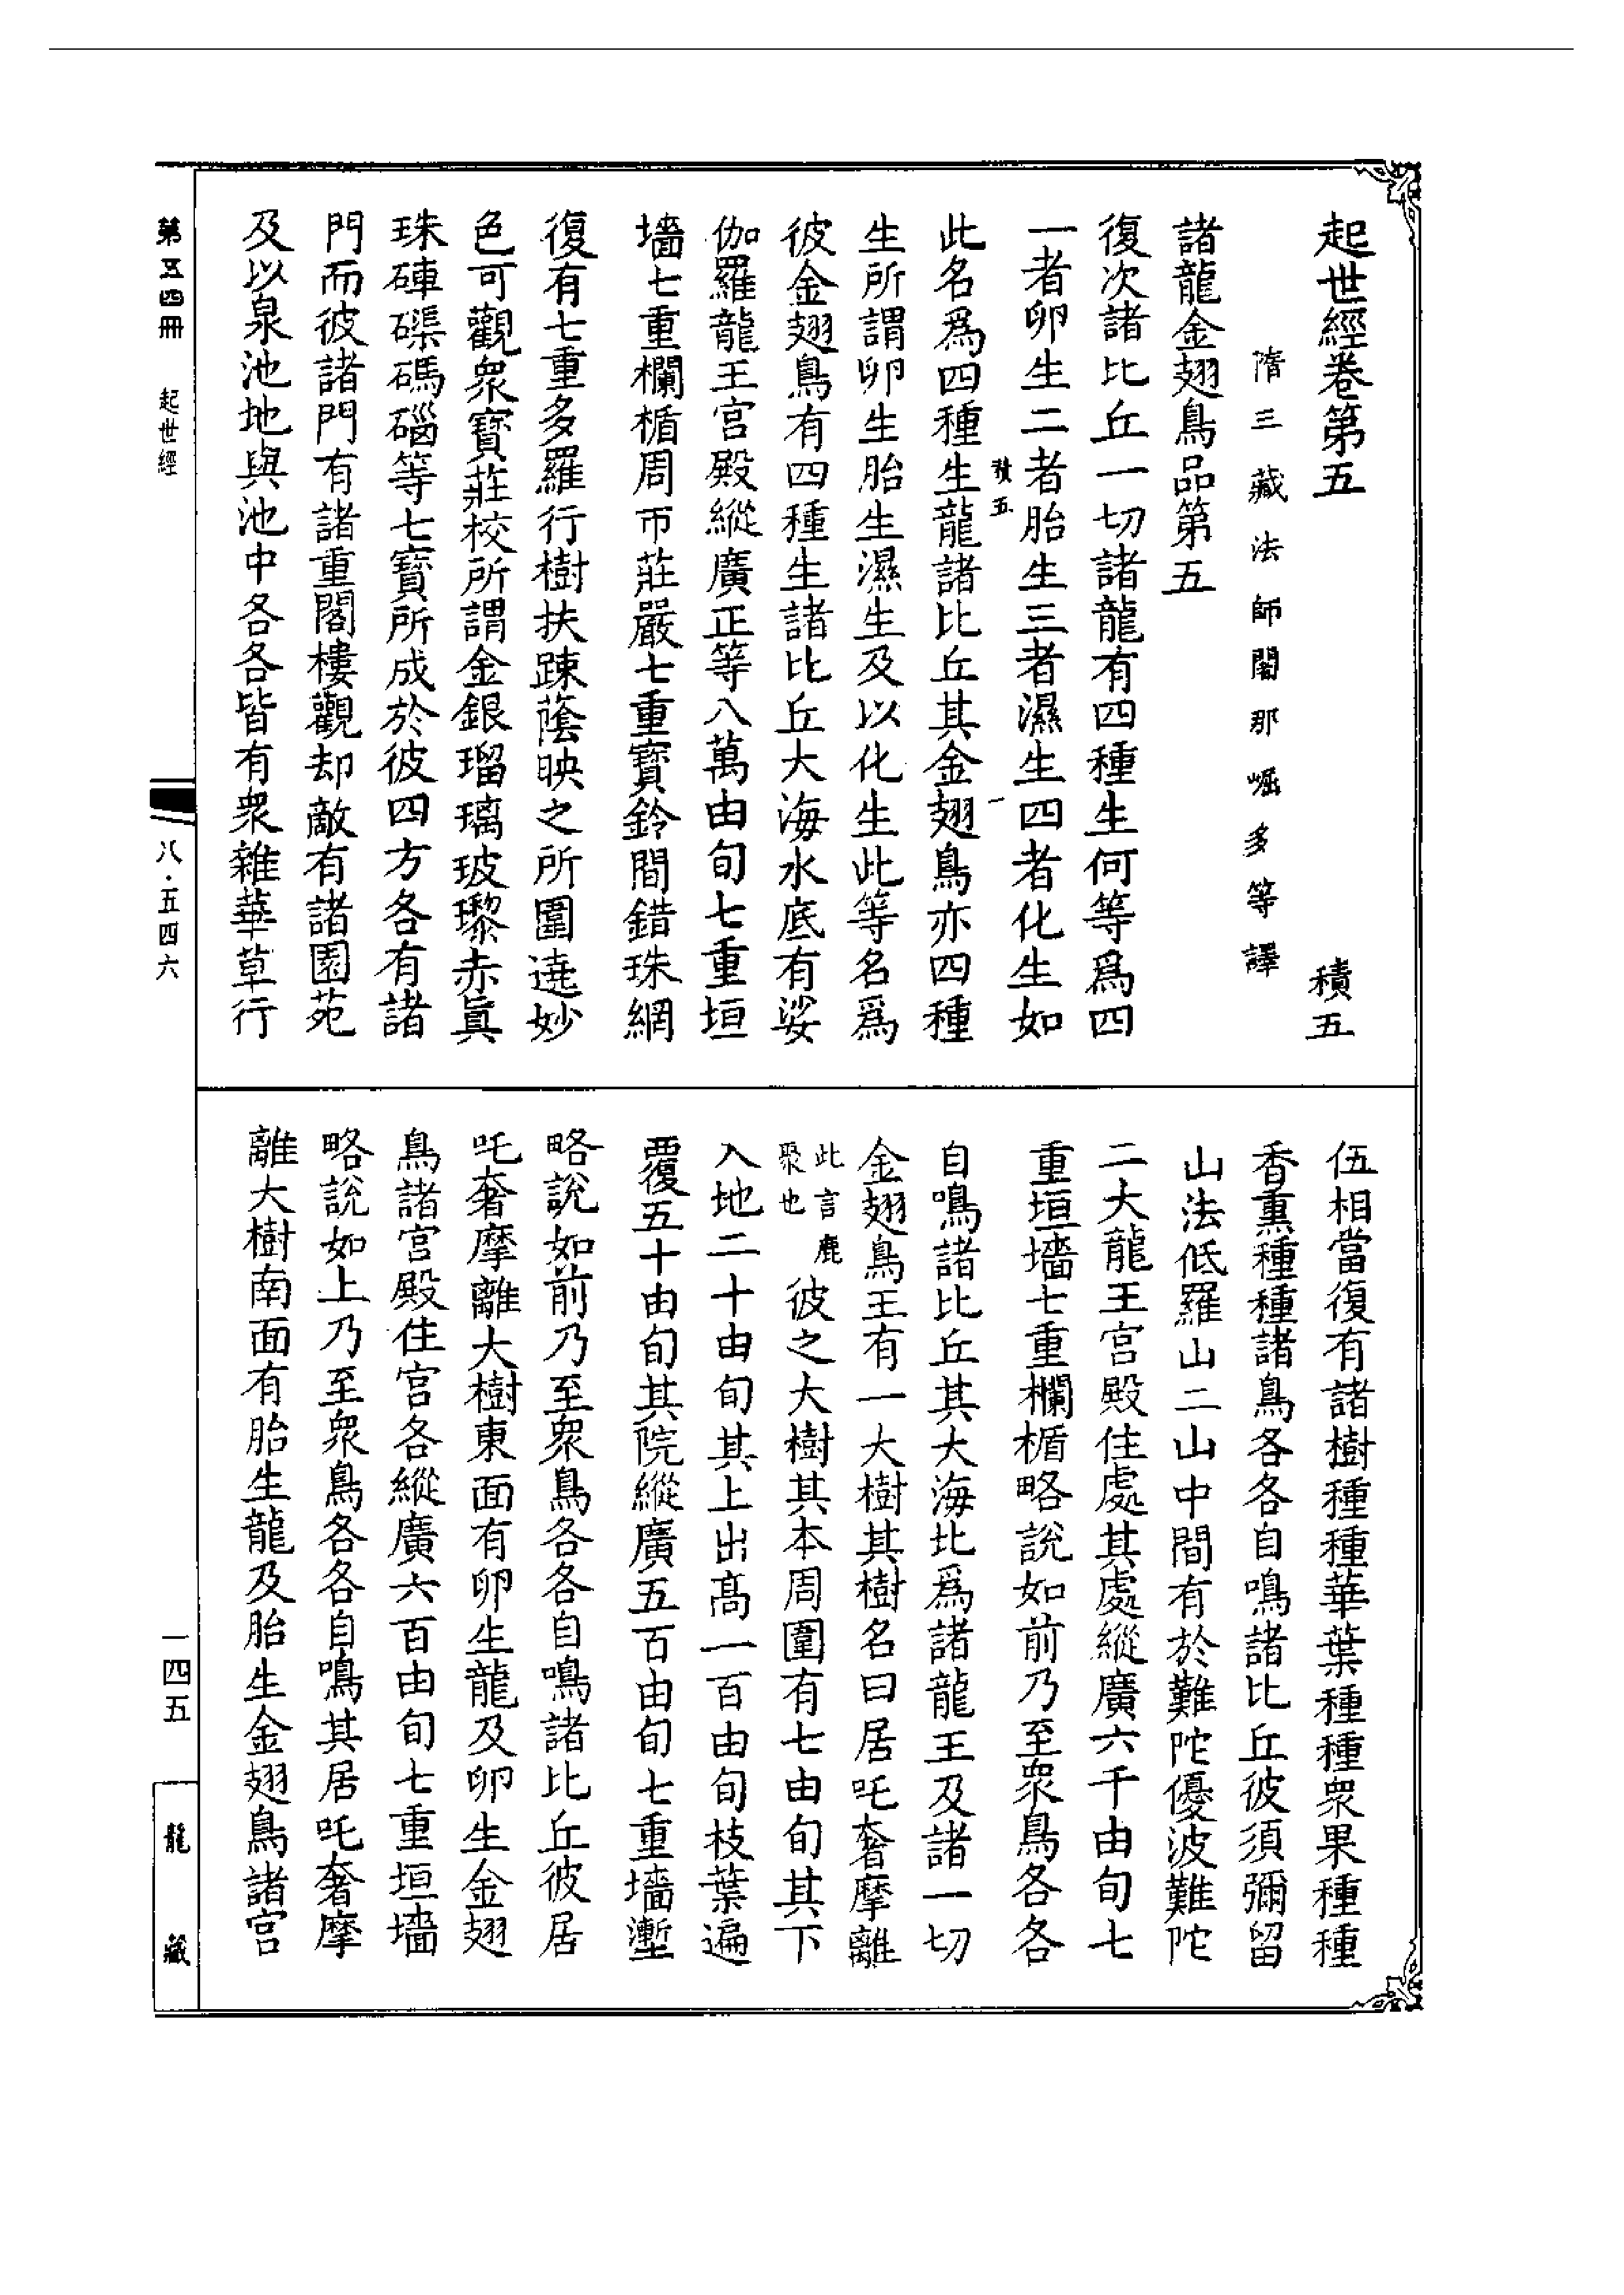 起世經卷第五　積五
隋三藏法師闍那崛多等譯
諸龍金翅鳥品第五
復次諸比丘一切諸龍有四種生何等爲四
一者卵生二者胎生三者濕生四者化生如
積五　一
此名爲四種生龍諸比丘其金翅鳥亦四種
生所謂卵生胎生濕生及以化生此等名爲
彼金翅鳥有四種生諸比丘大海水底有娑
伽羅龍王宮殿縱廣正等八萬由旬七重垣
墻七重欄楯周帀莊嚴七重寶鈴間錯珠網
復有七重多羅行樹扶踈蔭映之所圍遶妙
色可觀衆寶莊校所謂金銀瑠璃玻瓈赤眞
珠硨磲碼碯等七寶所成於彼四方各有諸
門而彼諸門有諸重閣樓觀却敵有諸園苑
及以泉池地與池中各各皆有衆雜華草行
伍相當復有諸樹種種華葉種種衆果種種
香熏種種諸鳥各各自鳴諸比丘彼須彌留
山法低羅山二山中間有於難陀優波難陀
二大龍王宮殿住處其處縱廣六千由旬七
重垣墻七重欄楯略說如前乃至衆鳥各各
自鳴諸比丘其大海北爲諸龍王及諸一切
金翅鳥王有一大樹其樹名曰居吒奢摩離
此言鹿聚也彼之大樹其本周圍有七由旬其下
入地二十由旬其上出高一百由旬枝葉遍
覆五十由旬其院縱廣五百由旬七重墻壍
略說如前乃至衆鳥各各自鳴諸比丘彼居
吒奢摩離大樹東面有卵生龍及卵生金翅
鳥諸宮殿住宮各縱廣六百由旬七重垣墻
略說如上乃至衆鳥各各自鳴其居吒奢摩
離大樹南面有胎生龍及胎生金翅鳥諸宮
第五四冊　起世經
八·五四六
一四五
龍藏